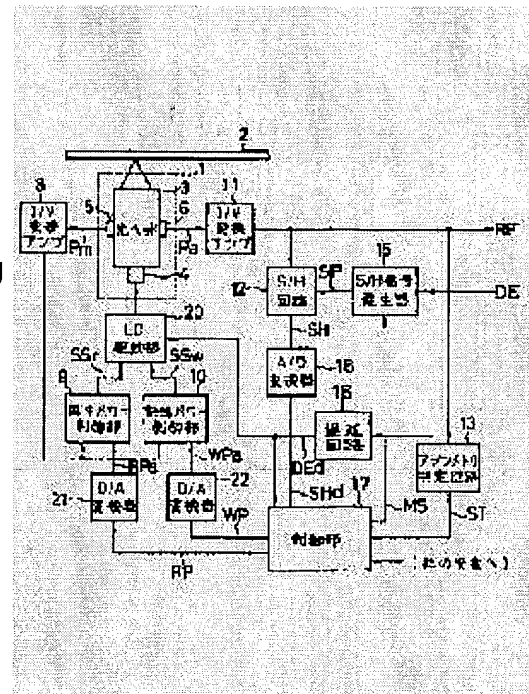 2
1
8
3
11
I/V
変換
アンプ
5
6
光ヘッド
I/V
変換
アンプ
RF
Pm
Pa
4
15
12
S/H
回路
SP
S/H信号
発生器
DE
20
LD
駆動部
SH
SSr
SSw
A/D
変換器
16
9
10
18
再生パワー
制御部
記録パワー
制御部
遅延
回路
13
アシンメトリ
測定回路
RPa
WPa
DEd
21
22
D/A
変換器
D/A
変換器
SHd
17
MS
ST
WP
制御部
RP